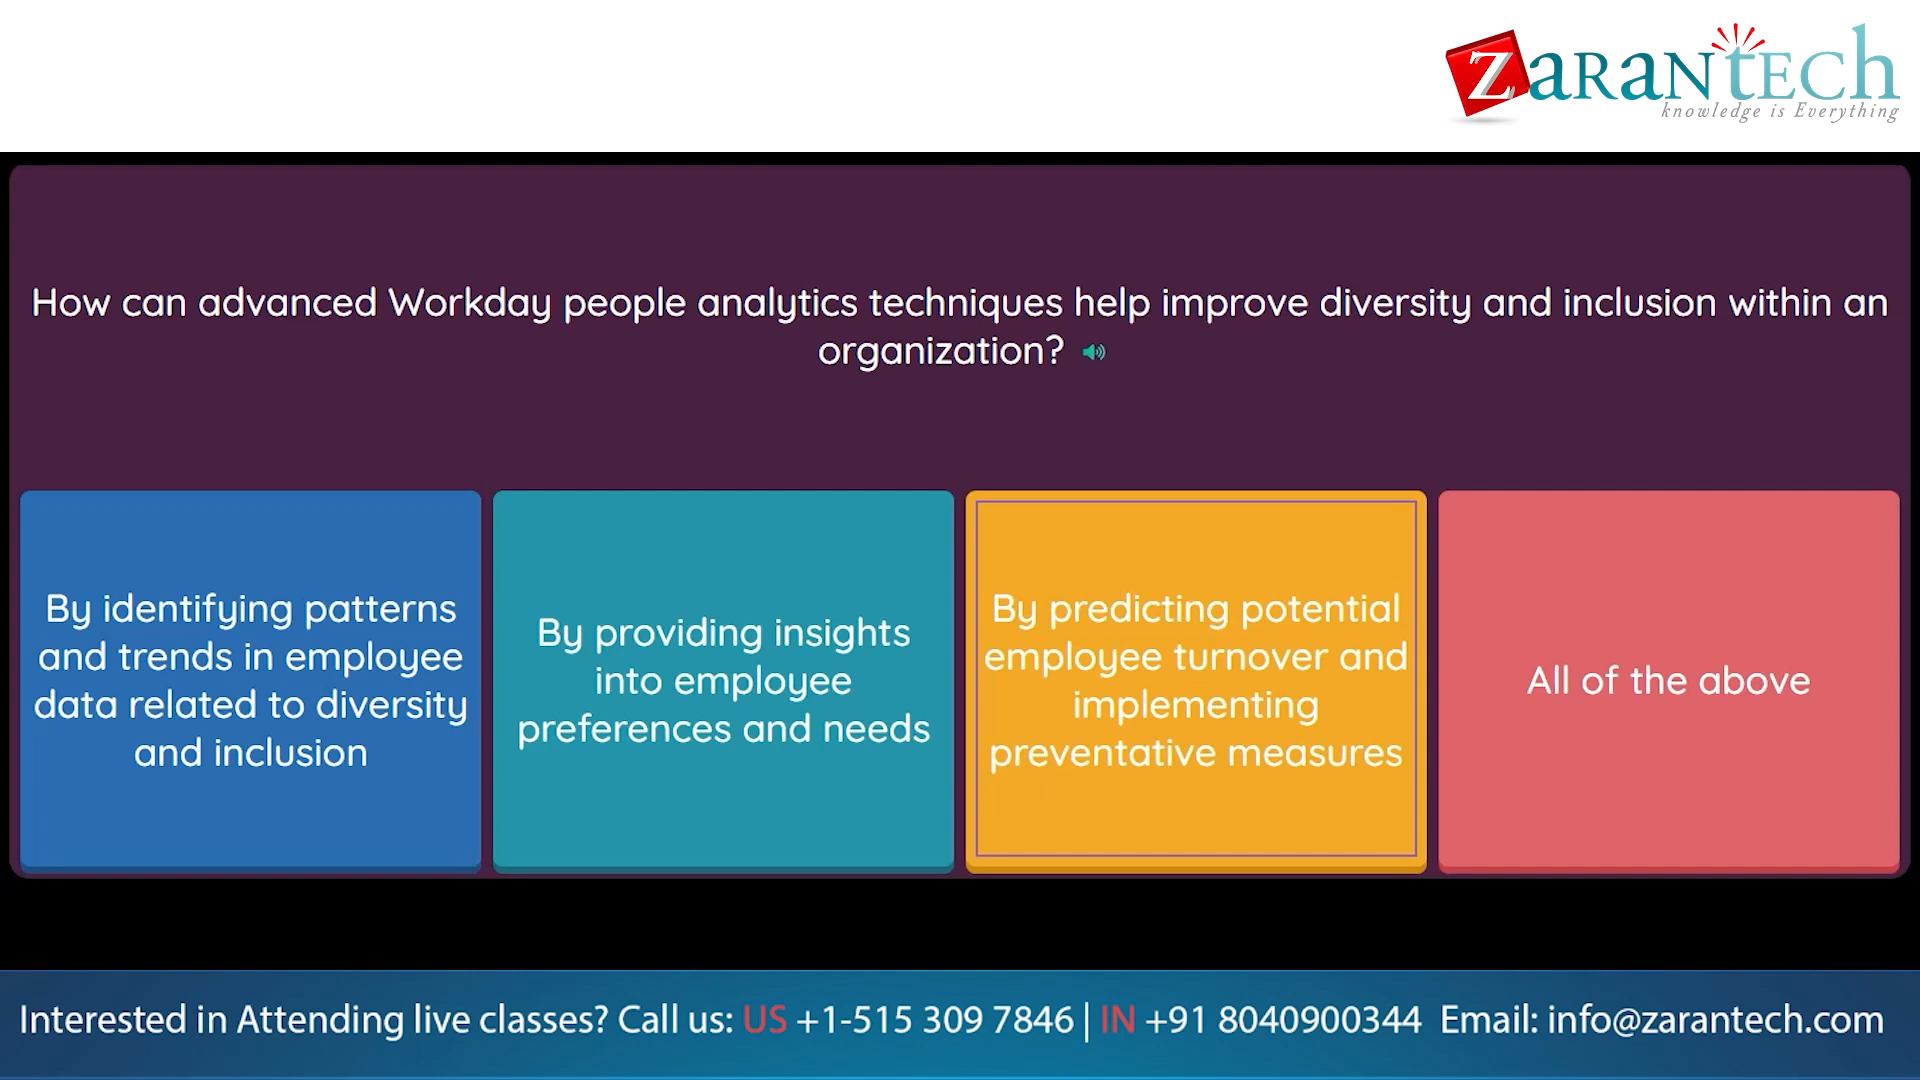 ZaranTech
knowledge is Everything
How can advanced Workday people analytics techniques help improve diversity and inclusion within an
organization?
By identifying patterns
and trends in employee
data related to diversity
and inclusion
By providing insights
into employee
preferences and needs
By predicting potential
employee turnover and
implementing
preventative measures
All of the above
Interested in Attending live classes? Call us: US +1-515 309 7846 | IN +91 8040900344 Email: info@zarantech.com